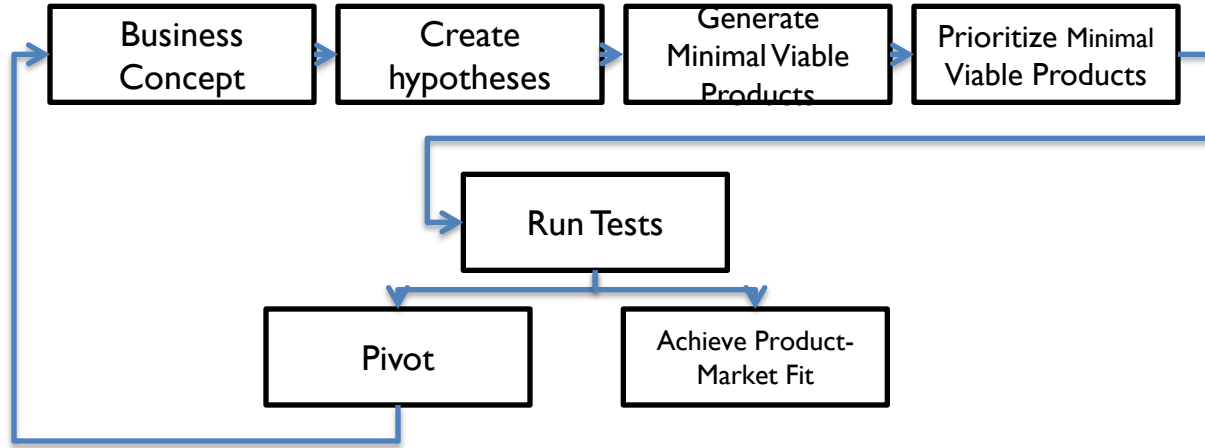 Business
Concept
Create
hypotheses
Generate
Minimal Viable
Products
Prioritize Minimal
Viable Products
Run Tests
Pivot
Achieve Product-
Market Fit